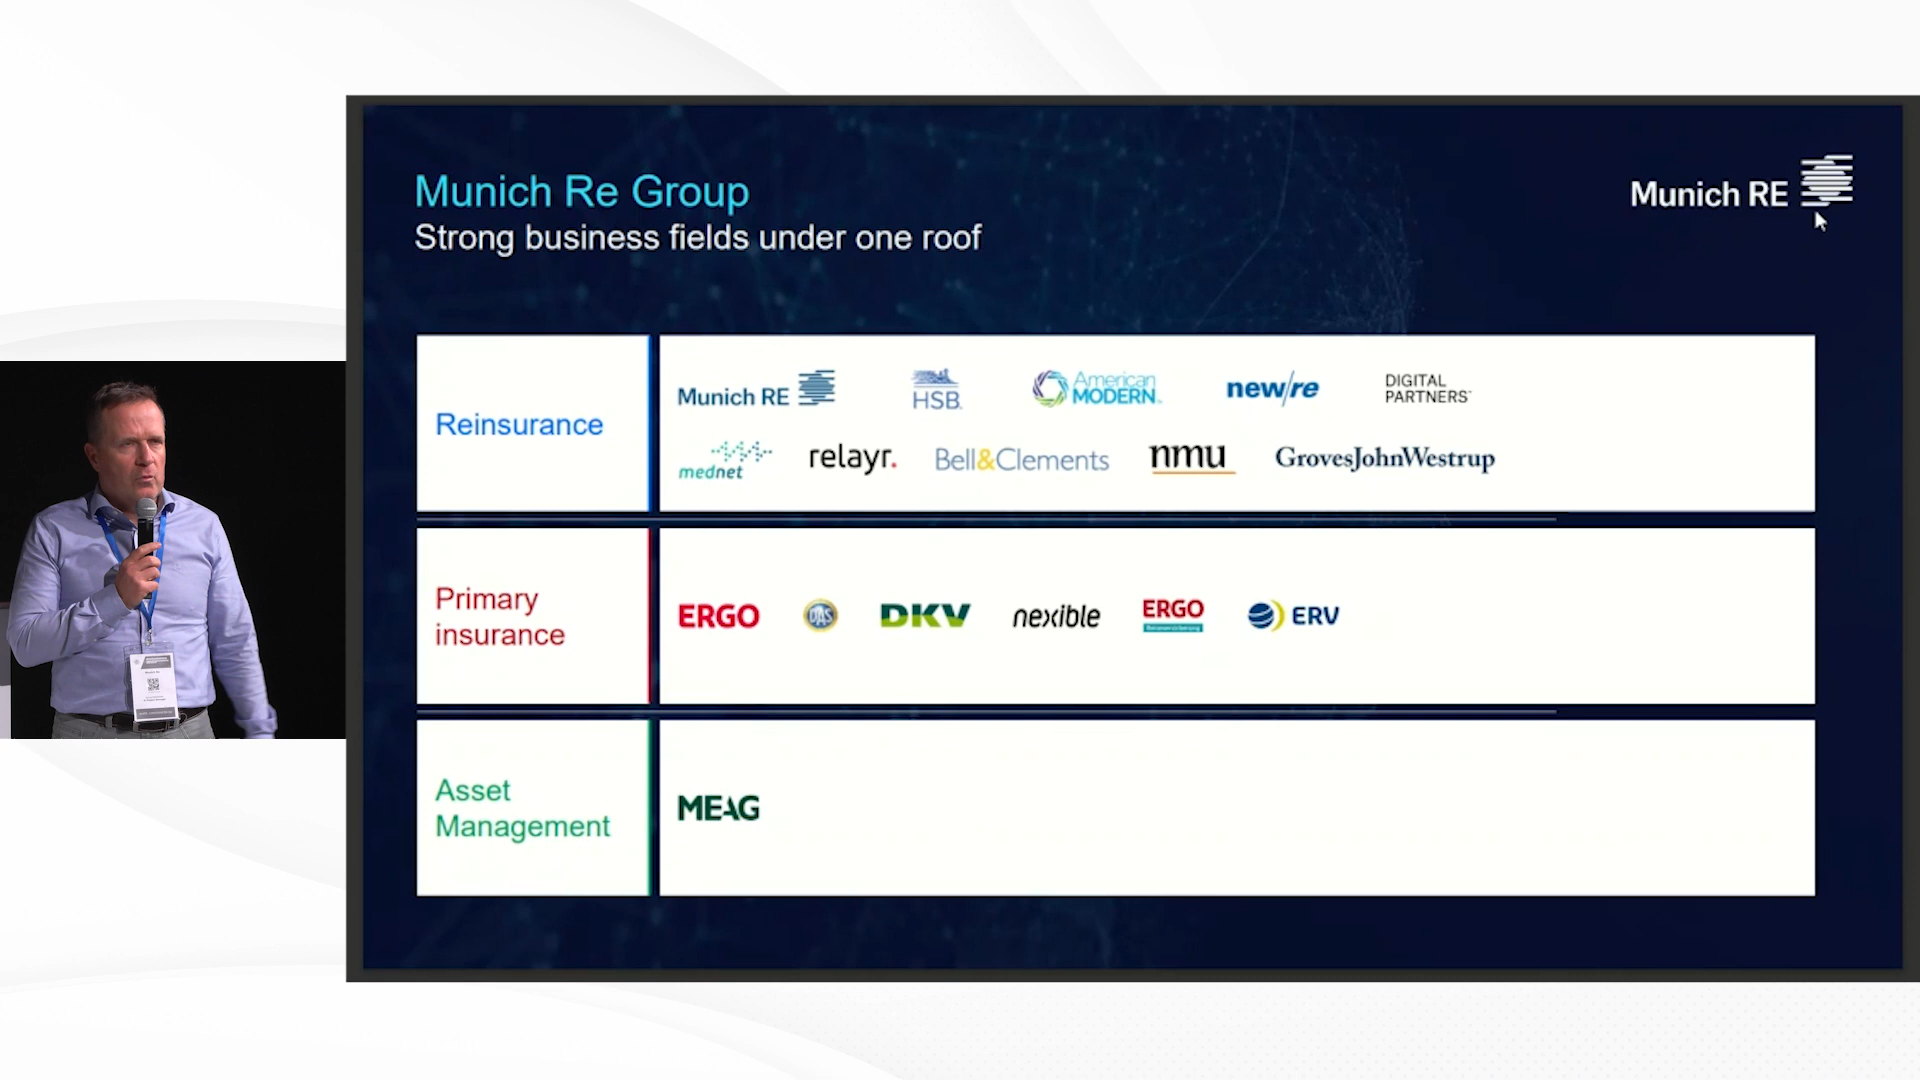 Munich Re Group
Strong business fields under one roof
Munich RE
Reinsurance
Munich RE
HSB
American MODERN
new/re
DIGITAL PARTNERS
mednet
relayr.
Bell&Clements
nmu
GrovesJohnWestrup
Primary
insurance
ERGO
DAS
DKV
nexible
ERGO
ERV
Asset
Management
MEAG